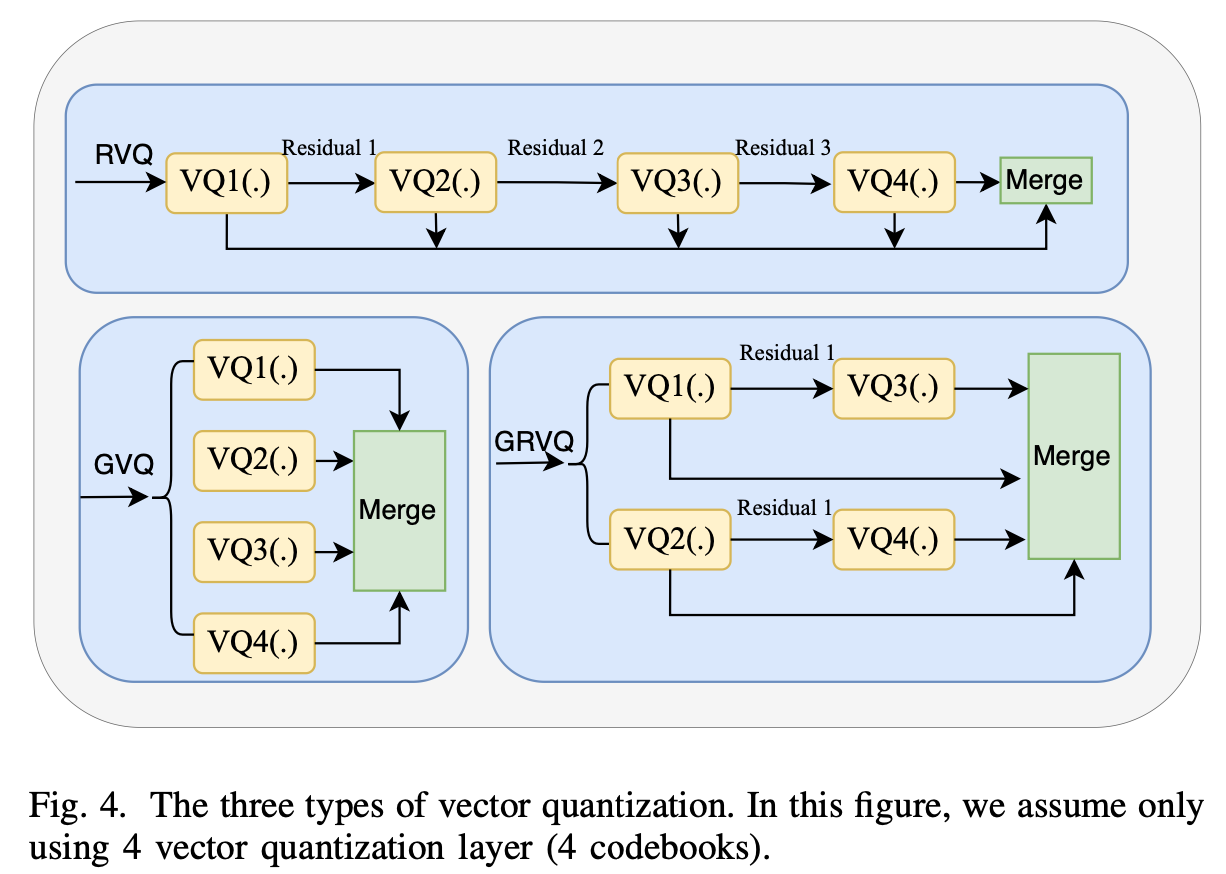 RVQ
VQ1(.)
Residual 1
VQ2(.)
Residual 2
VQ3(.)
Residual 3
VQ4(.)
Merge
GVQ
VQ1(.)
VQ2(.)
VQ3(.)
VQ4(.)
Merge
GRVQ
VQ1(.)
Residual 1
VQ3(.)
VQ2(.)
Residual 1
VQ4(.)
Merge
Fig. 4. The three types of vector quantization. In this figure, we assume only
using 4 vector quantization layer (4 codebooks).